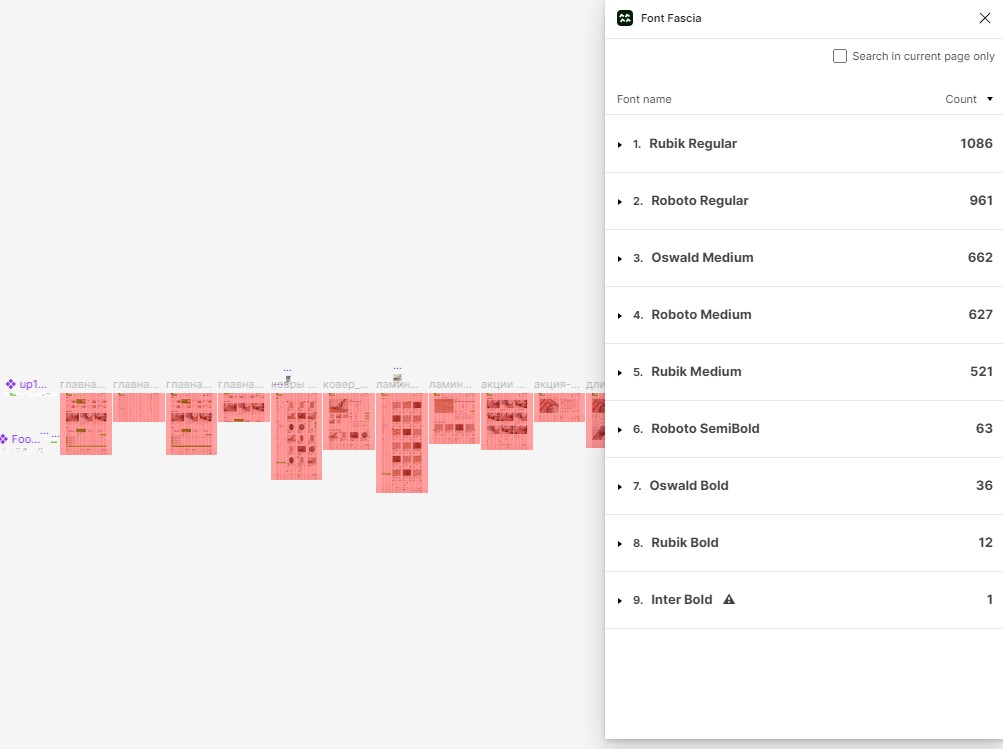 Font Fascia
Search in current page only
Font name Count
1. Rubik Regular 1086
2. Roboto Regular 961
3. Oswald Medium 662
4. Roboto Medium 627
5. Rubik Medium 521
6. Roboto SemiBold 63
7. Oswald Bold 36
8. Rubik Bold 12
9. Inter Bold 1
... ...
up1... главна... главна... главна... главна... ковры ... ковер_... ламин... ламин... акции ... акция-...
Foo... ... ...